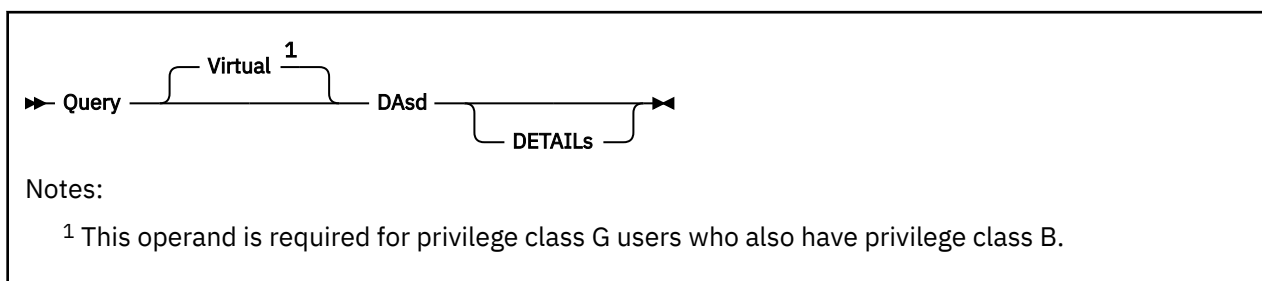 Virtual 1
Query DAsd
DETAILs
Notes:
1 This operand is required for privilege class G users who also have privilege class B.